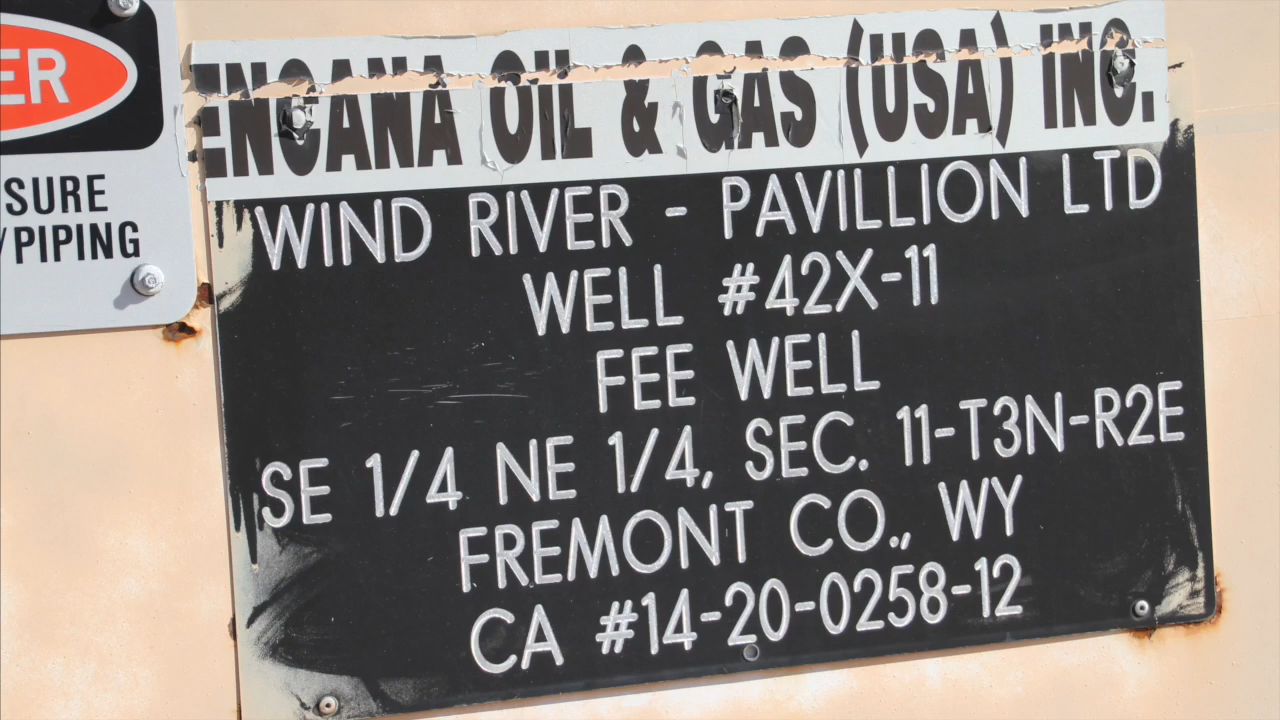 ER
SURE
/PIPING
ENCANA OIL & GAS (USA) INC.
WIND RIVER - PAVILLION LTD
WELL #42X-11
FEE WELL
SE 1/4 NE 1/4, SEC. 11-T3N-R2E
FREMONT CO., WY
CA #14-20-0258-12